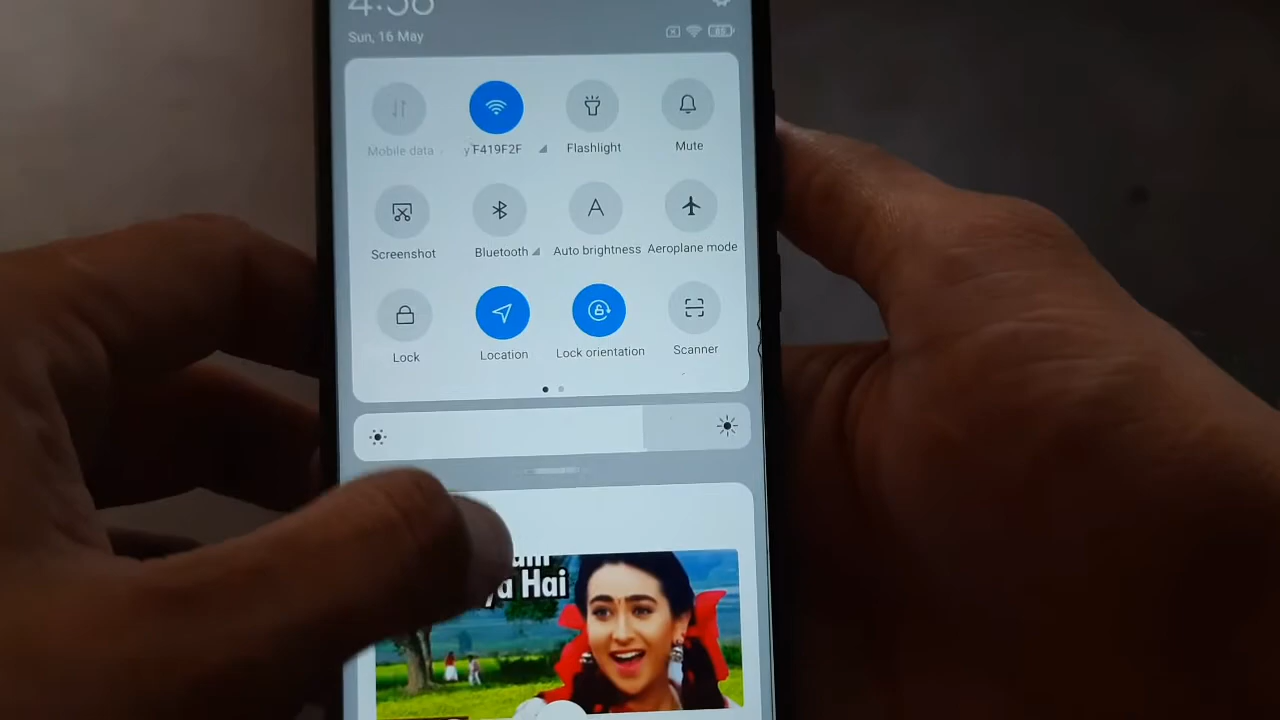 4:56
Sun, 16 May
Mobile data
F419F2F
Flashlight
Mute
Screenshot
Bluetooth
Auto brightness
Aeroplane mode
Lock
Location
Lock orientation
Scanner
Hai